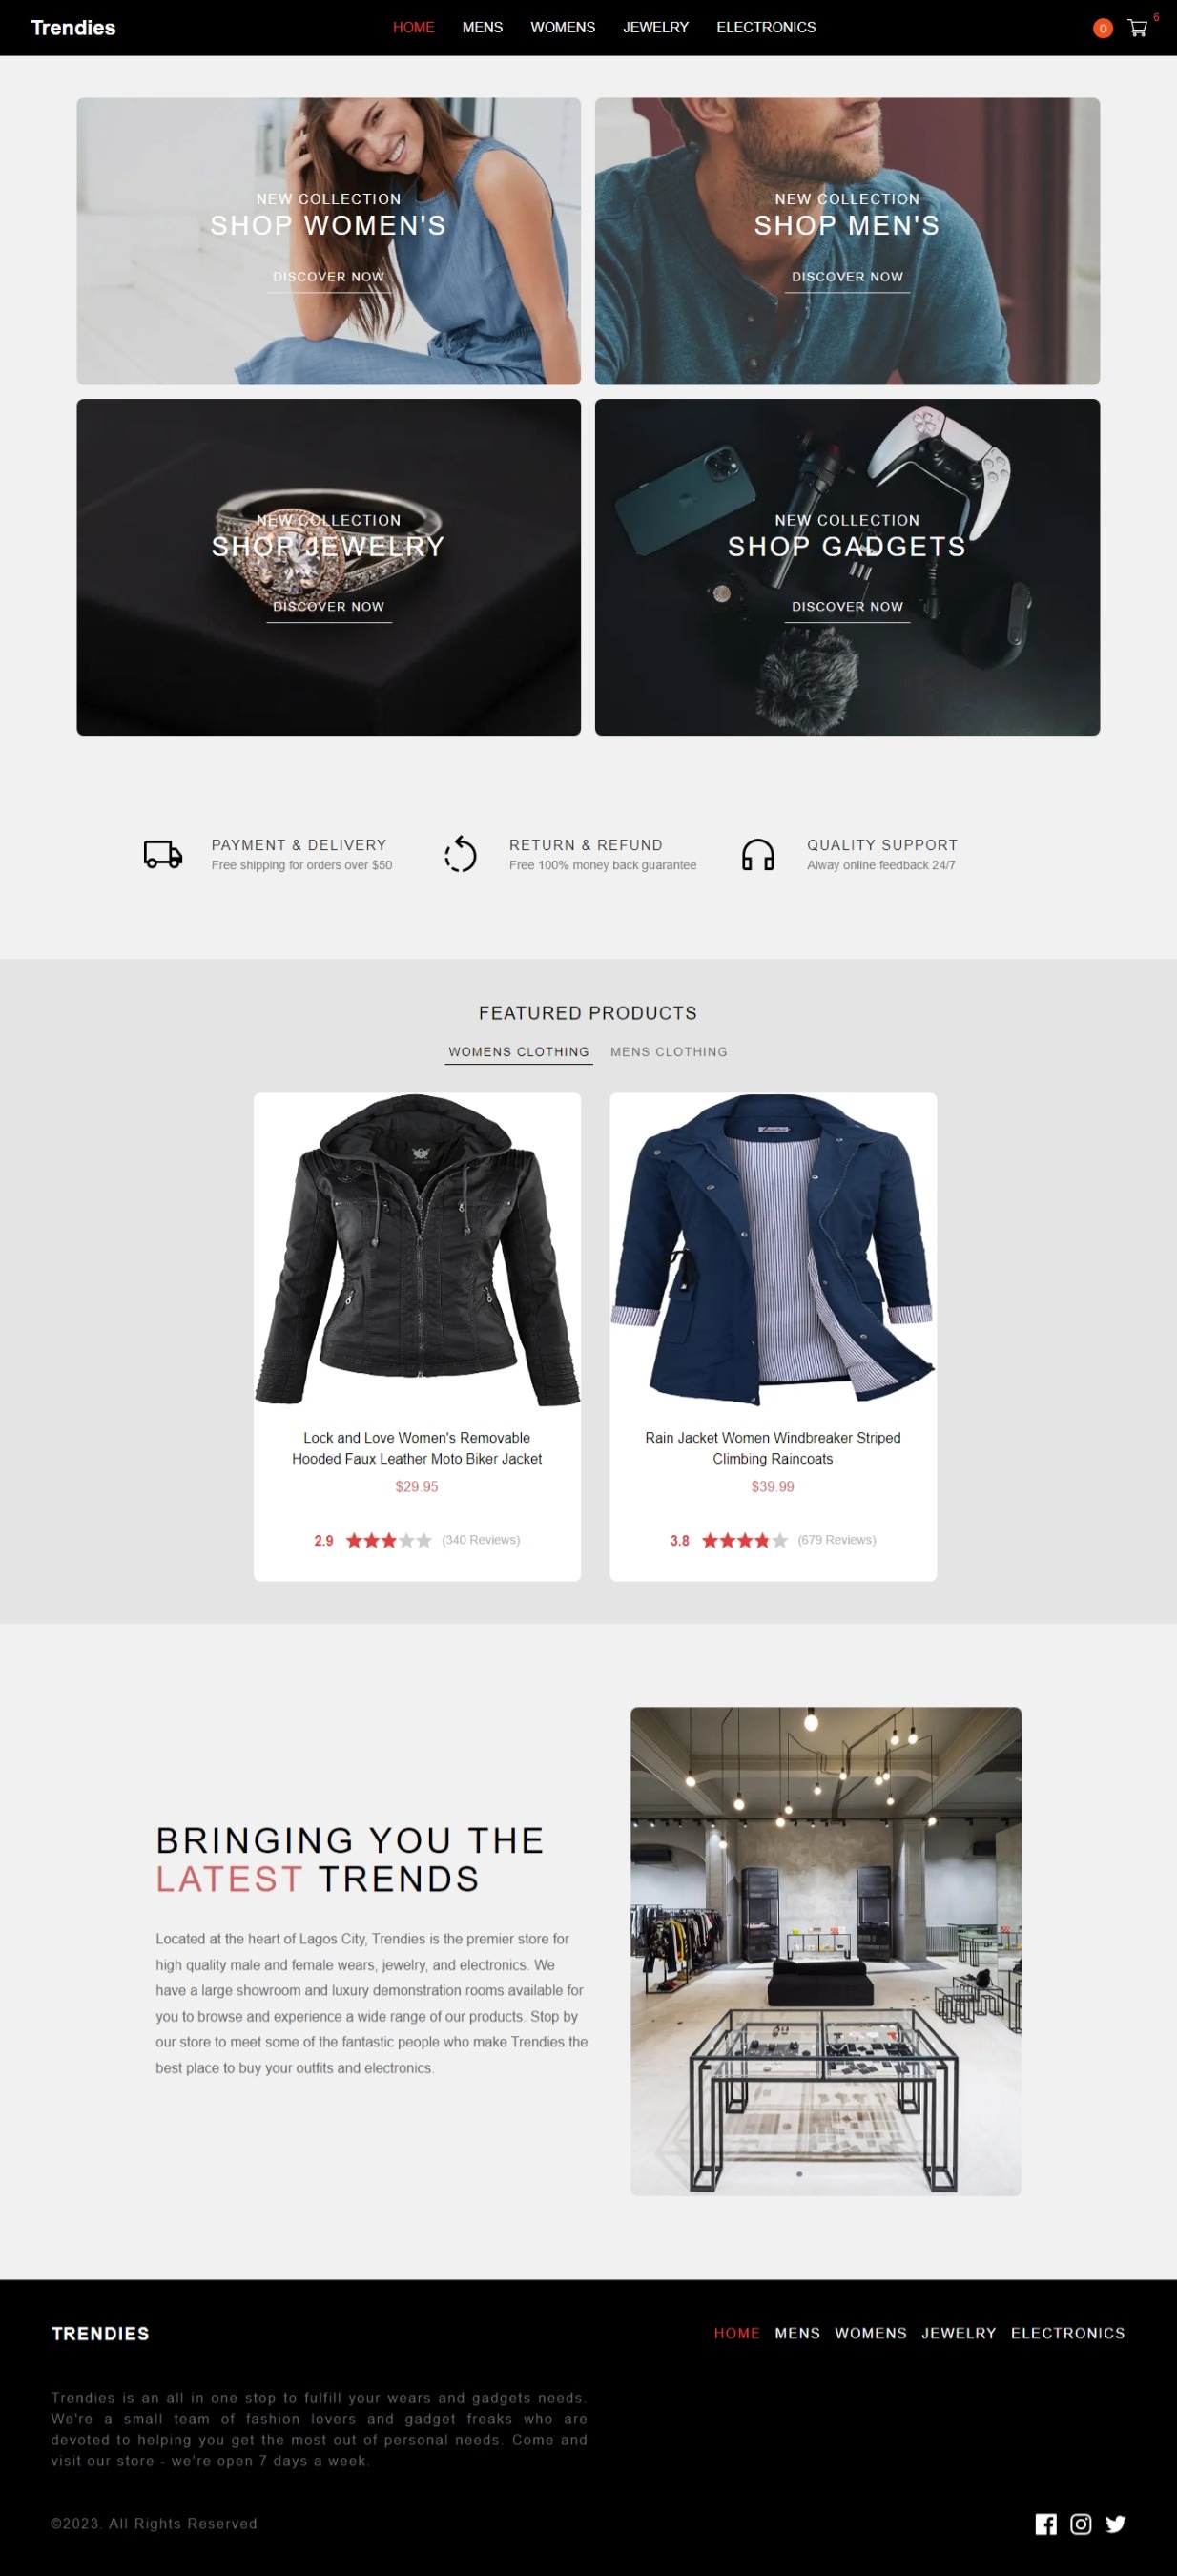 Trendies
HOME MENS WOMENS JEWELRY ELECTRONICS
0
6
NEW COLLECTION
SHOP WOMEN'S
DISCOVER NOW
NEW COLLECTION
SHOP MEN'S
DISCOVER NOW
NEW COLLECTION
SHOP JEWELRY
DISCOVER NOW
NEW COLLECTION
SHOP GADGETS
DISCOVER NOW
PAYMENT & DELIVERY
Free shipping for orders over $50
RETURN & REFUND
Free 100% money back guarantee
QUALITY SUPPORT
Alway online feedback 24/7
FEATURED PRODUCTS
WOMENS CLOTHING MENS CLOTHING
Lock and Love Women's Removable
Hooded Faux Leather Moto Biker Jacket
$29.95
2.9 (340 Reviews)
Rain Jacket Women Windbreaker Striped
Climbing Raincoats
$39.99
3.8 (679 Reviews)
BRINGING YOU THE
LATEST TRENDS
Located at the heart of Lagos City, Trendies is the premier store for
high quality male and female wears, jewelry, and electronics. We
have a large showroom and luxury demonstration rooms available for
you to browse and experience a wide range of our products. Stop by
our store to meet some of the fantastic people who make Trendies the
best place to buy your outfits and electronics.
TRENDIES
HOME MENS WOMENS JEWELRY ELECTRONICS
Trendies is an all in one stop to fulfill your wears and gadgets needs.
We're a small team of fashion lovers and gadget freaks who are
devoted to helping you get the most out of personal needs. Come and
visit our store - we're open 7 days a week.
©2023. All Rights Reserved